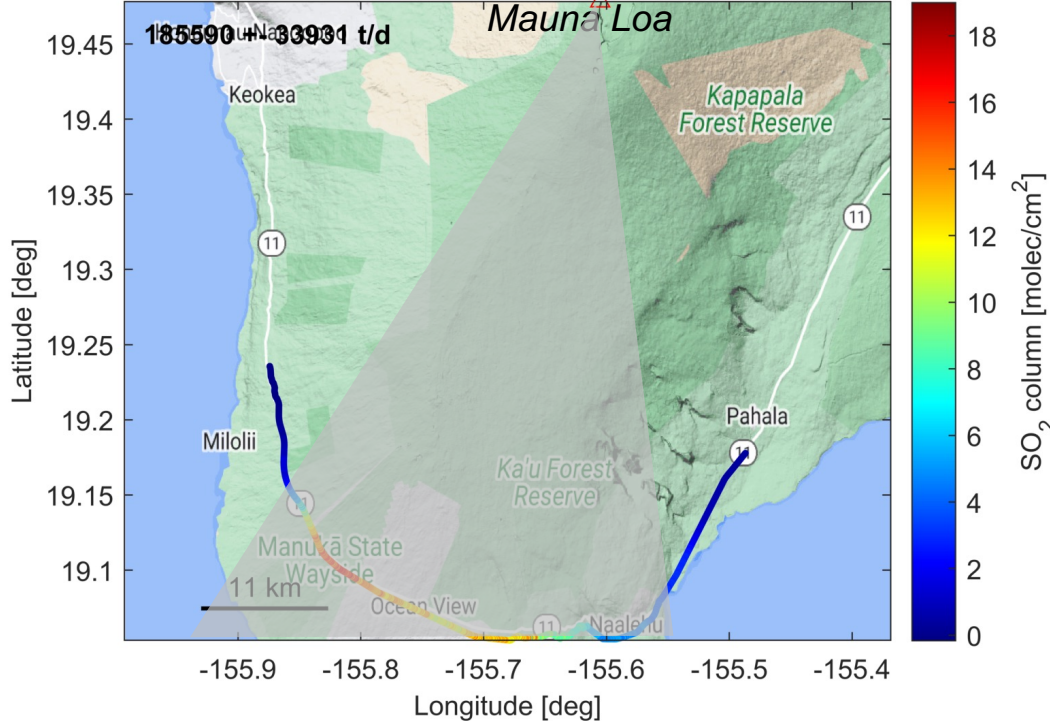 Mauna Loa
185590 +- 33931 t/d
Keokea
Kapapala
Forest Reserve
11
11
Pahala
11
Milolii
Ka'u Forest
Reserve
11
Manukā State
Wayside
11 km
Ocean View
11
Naalehu
19.45
19.4
19.35
19.3
19.25
19.2
19.15
19.1
Latitude [deg]
-155.9
-155.8
-155.7
-155.6
-155.5
-155.4
Longitude [deg]
18
16
14
12
10
8
6
4
2
0
SO2 column [molec/cm2]